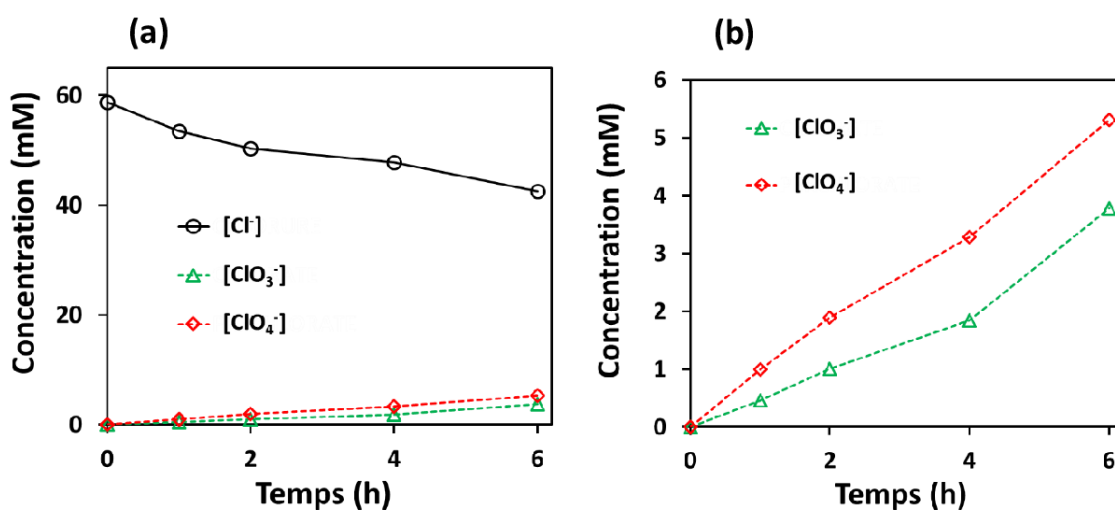 (a)
Concentration (mM)
60
40
20
0
[Cl-]
[ClO3-]
[ClO4-]
0 2 4 6
Temps (h)
(b)
Concentration (mM)
6
5
4
3
2
1
0
[ClO3-]
[ClO4-]
0 2 4 6
Temps (h)